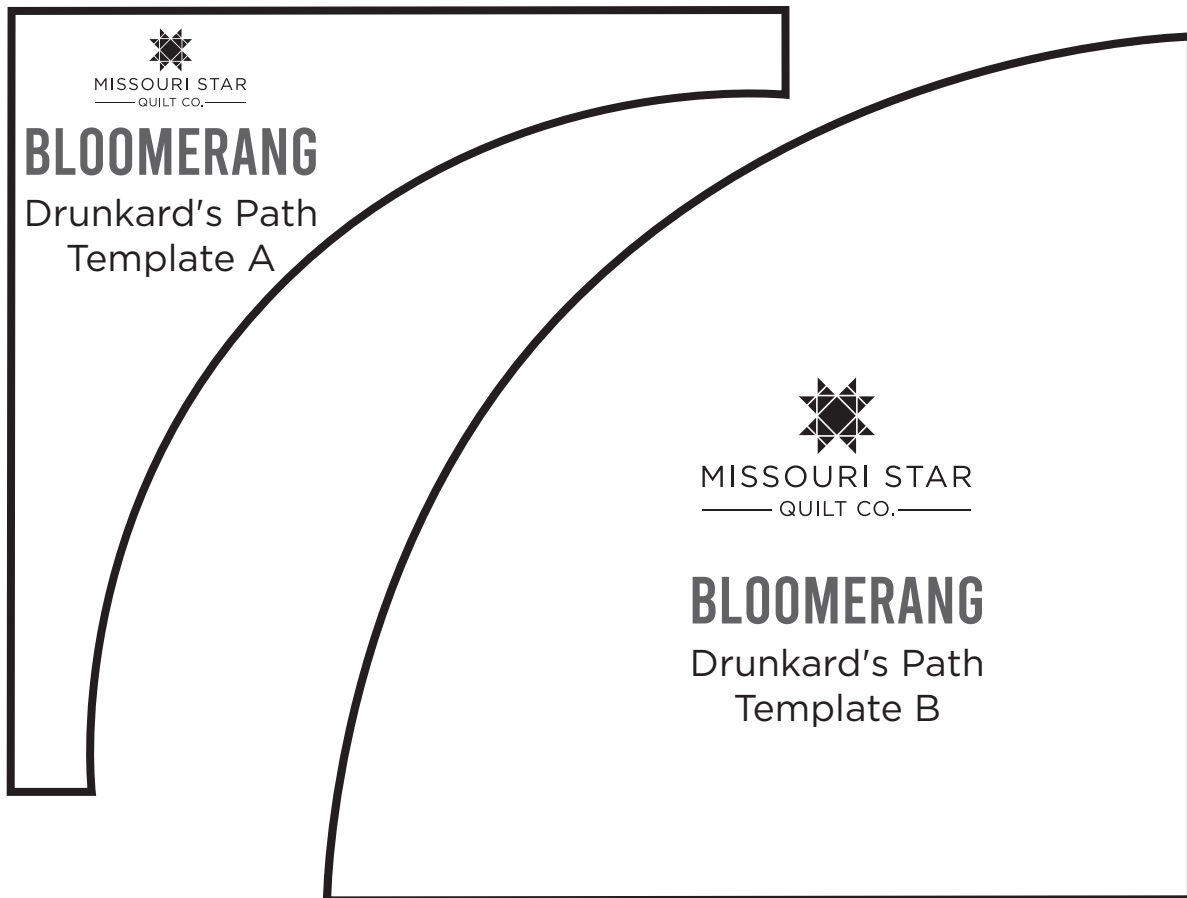 MISSOURI STAR
QUILT CO.
BLOOMERANG
Drunkard's Path
Template A
MISSOURI STAR
QUILT CO.
BLOOMERANG
Drunkard's Path
Template B